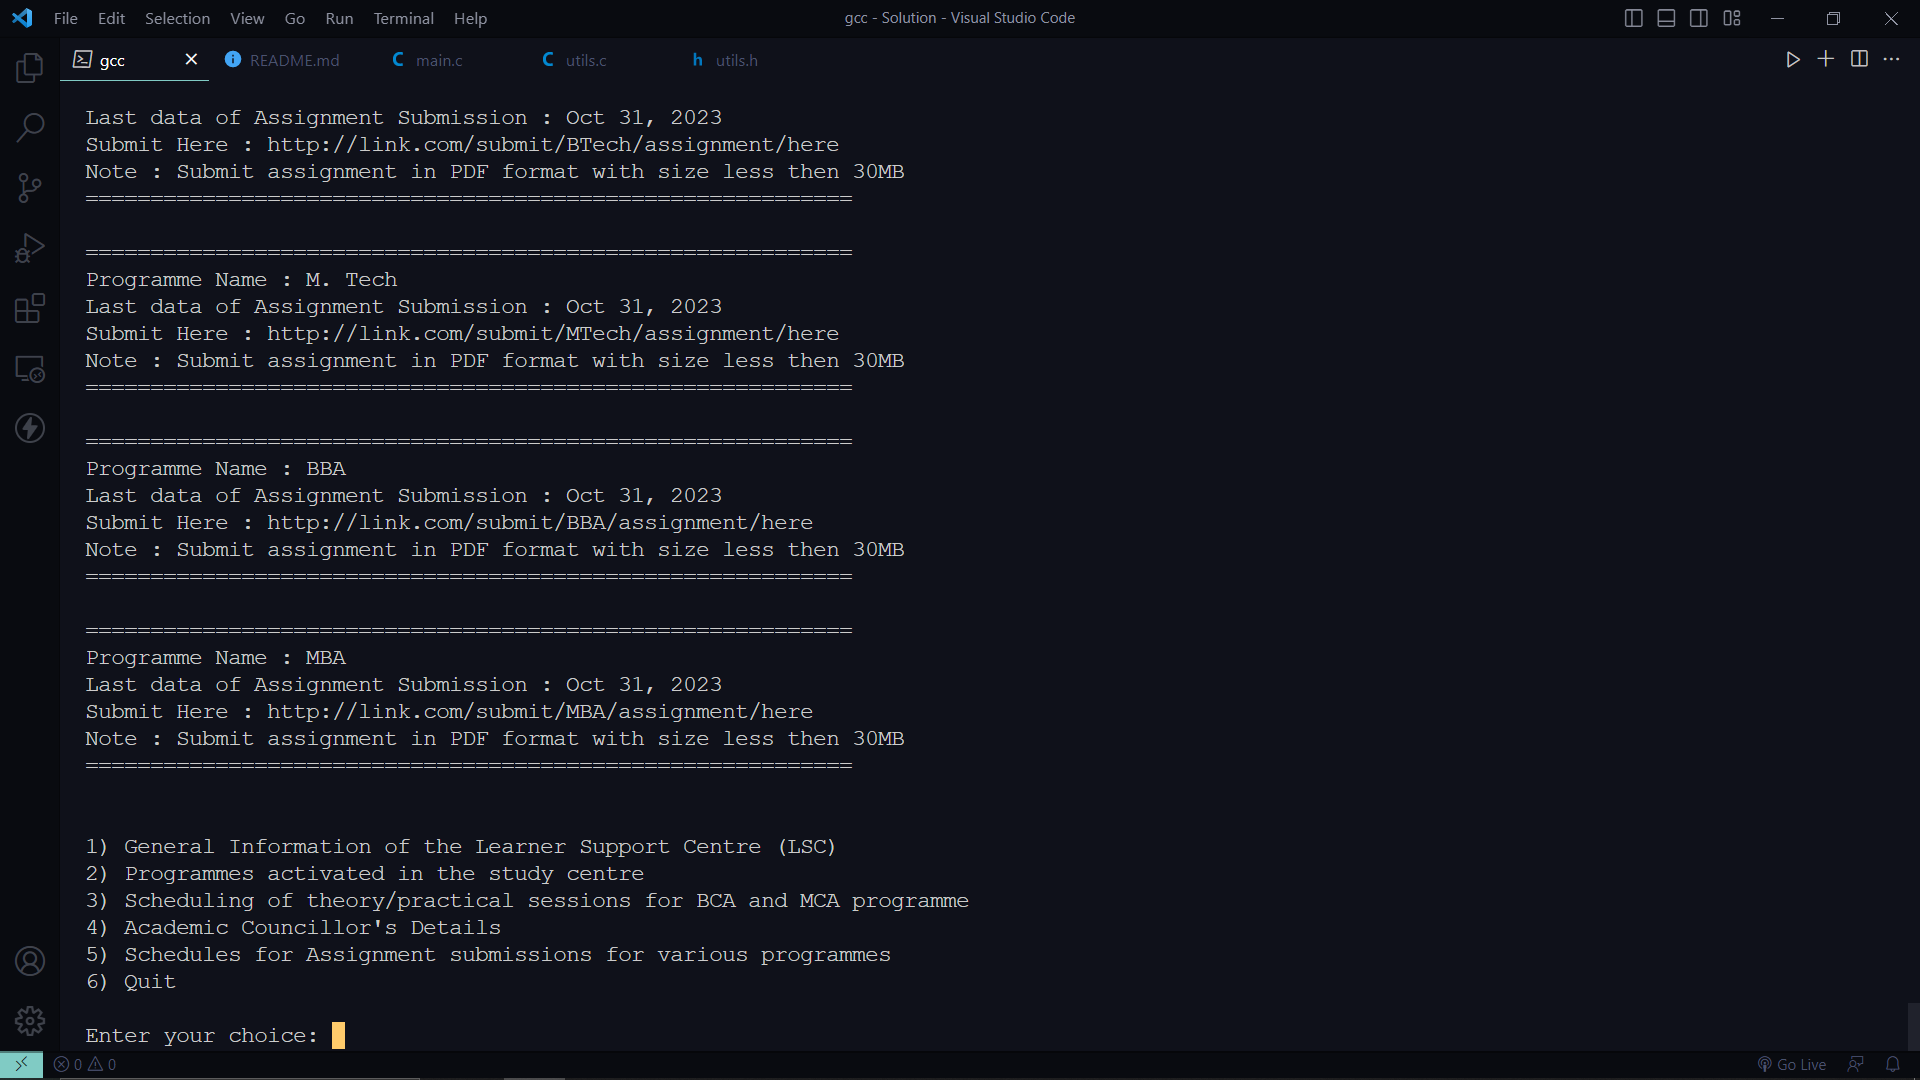 File Edit Selection View Go Run Terminal Help
gcc - Solution - Visual Studio Code
gcc README.md C main.c C utils.c h utils.h
Last data of Assignment Submission : Oct 31, 2023
Submit Here : http://link.com/submit/BTech/assignment/here
Note : Submit assignment in PDF format with size less then 30MB
===========================================================
===========================================================
Programme Name : M. Tech
Last data of Assignment Submission : Oct 31, 2023
Submit Here : http://link.com/submit/MTech/assignment/here
Note : Submit assignment in PDF format with size less then 30MB
===========================================================
===========================================================
Programme Name : BBA
Last data of Assignment Submission : Oct 31, 2023
Submit Here : http://link.com/submit/BBA/assignment/here
Note : Submit assignment in PDF format with size less then 30MB
===========================================================
===========================================================
Programme Name : MBA
Last data of Assignment Submission : Oct 31, 2023
Submit Here : http://link.com/submit/MBA/assignment/here
Note : Submit assignment in PDF format with size less then 30MB
===========================================================
1) General Information of the Learner Support Centre (LSC)
2) Programmes activated in the study centre
3) Scheduling of theory/practical sessions for BCA and MCA programme
4) Academic Councillor's Details
5) Schedules for Assignment submissions for various programmes
6) Quit
Enter your choice:
0 0 Go Live